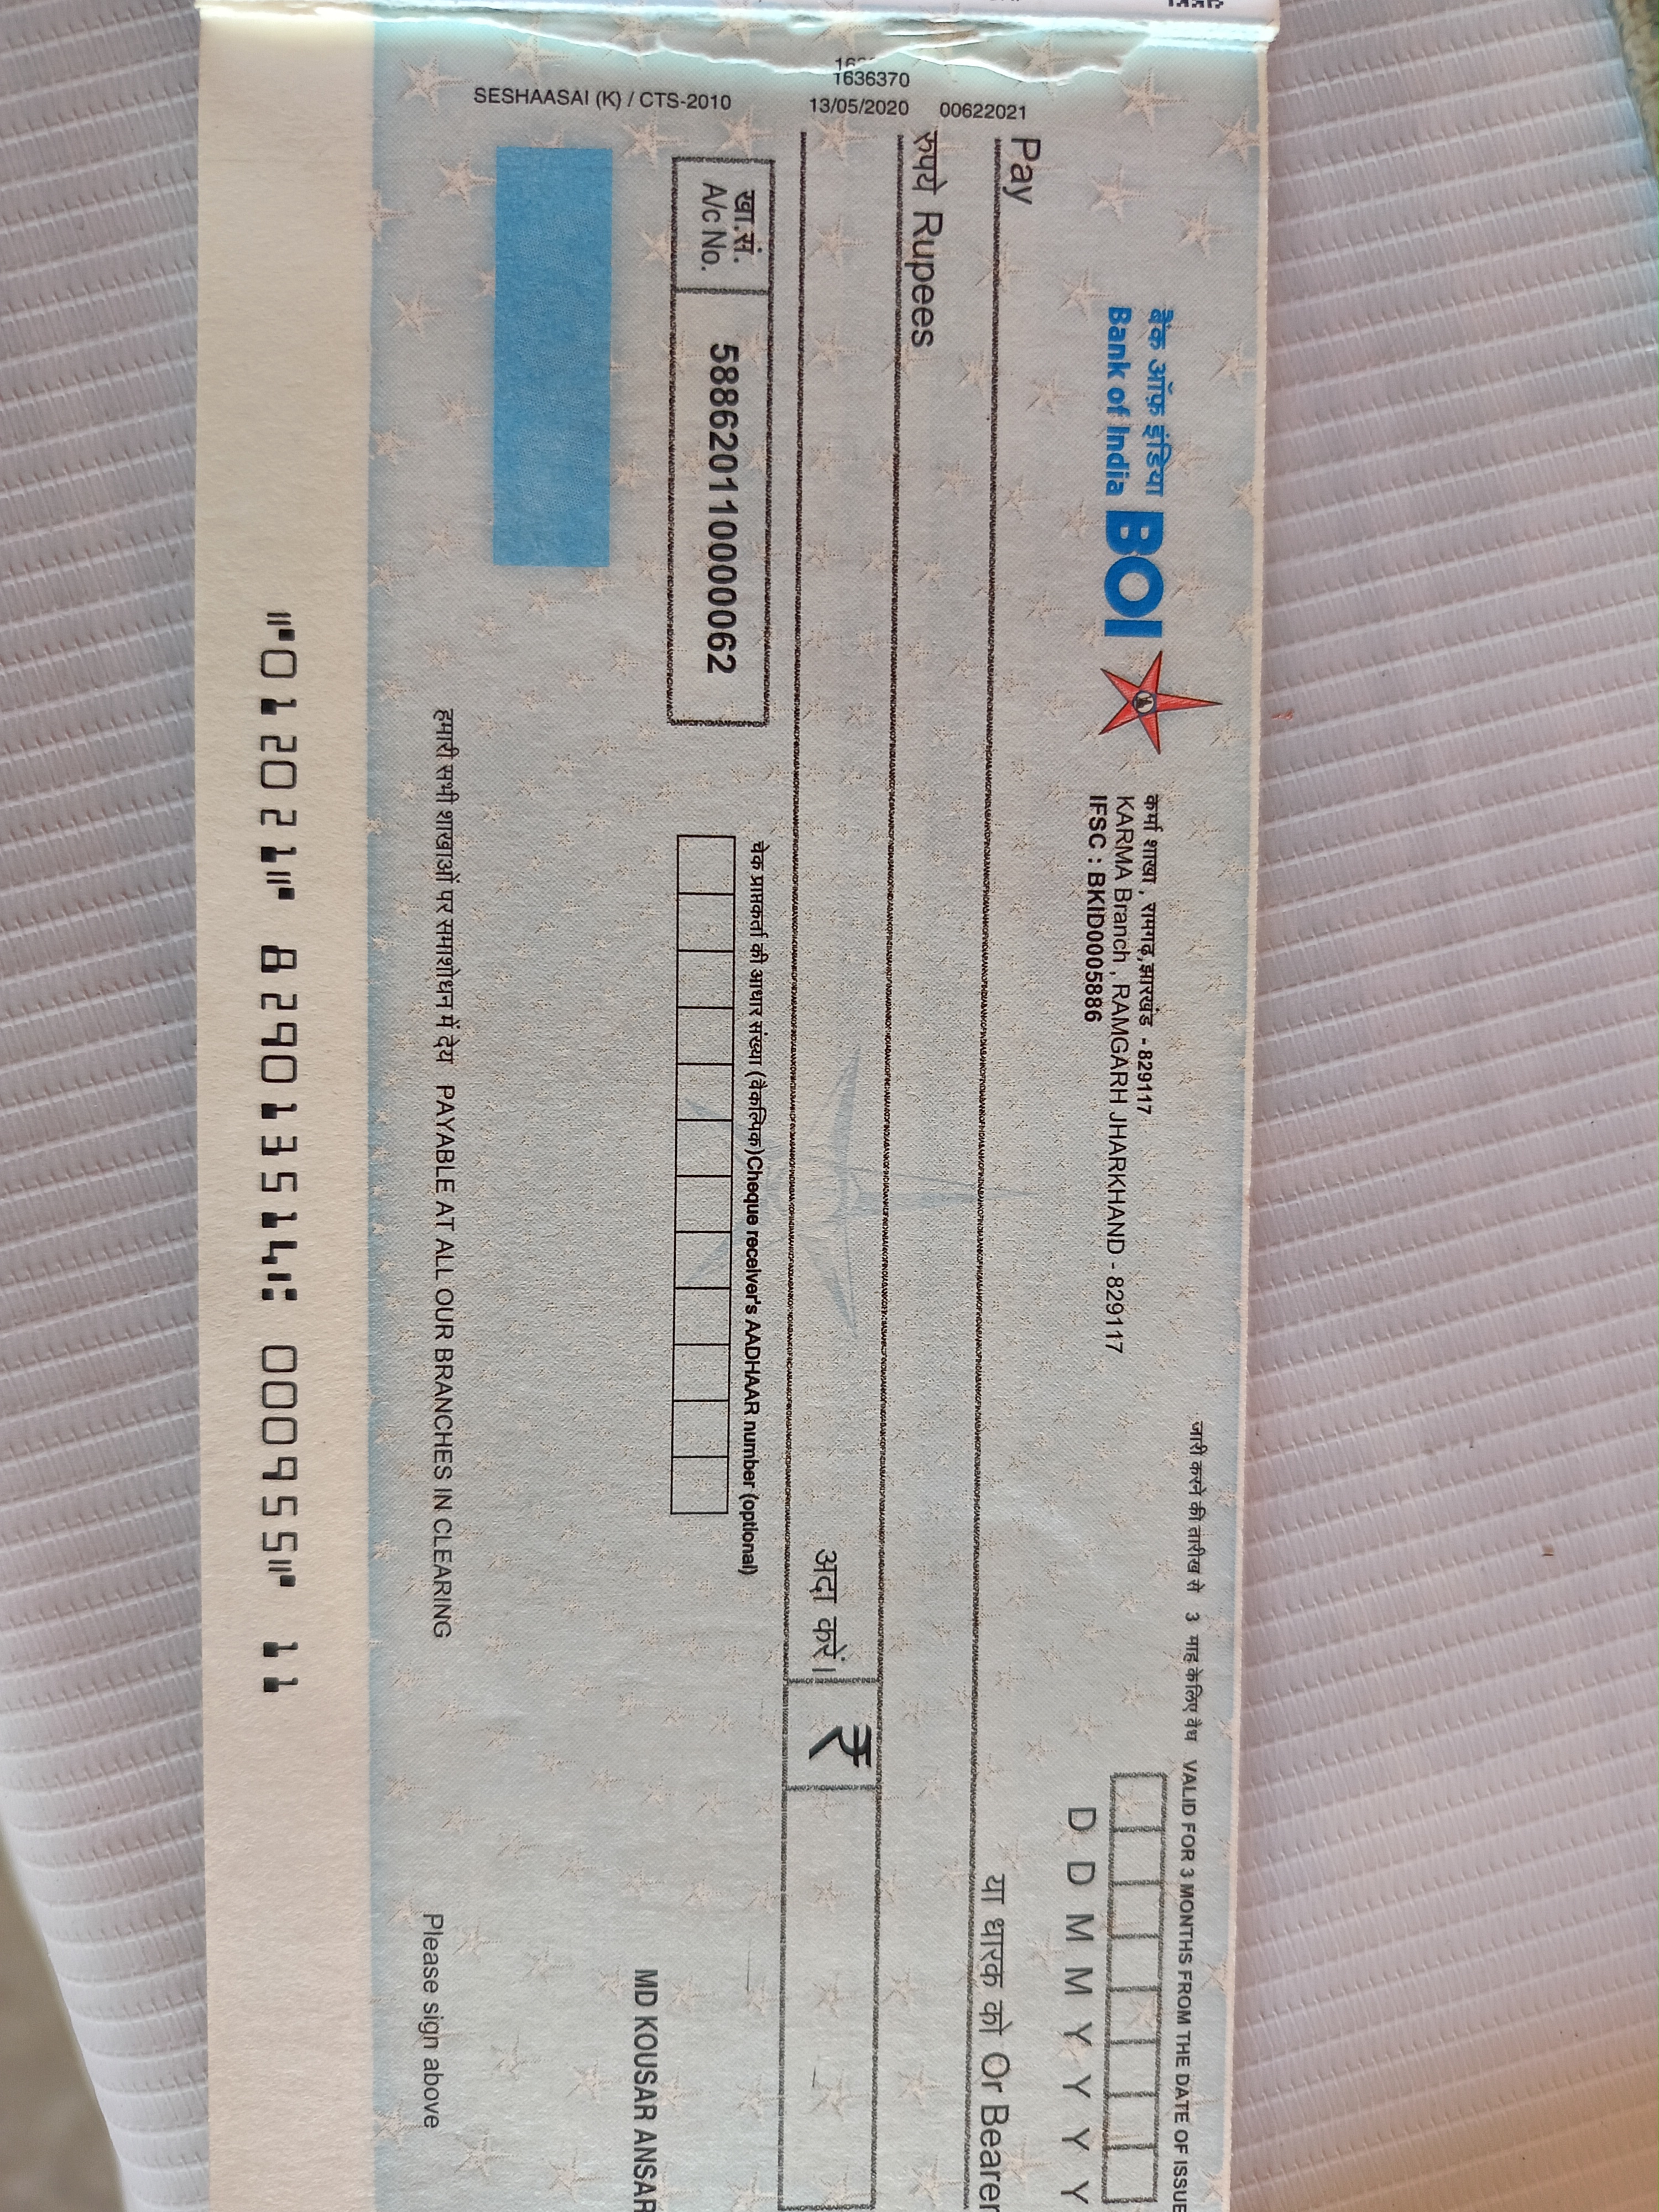 बैंक ऑफ़ इंडिया
Bank of India BOI
कर्मा शाखा , रामगढ़,झारखंड - 829117
KARMA Branch , RAMGARH JHARKHAND - 829117
IFSC : BKID0005886
जारी करने की तारीख से 3 माह केलिए वैध VALID FOR 3 MONTHS FROM THE DATE OF ISSUE
D D M M Y Y Y Y
Pay
या धारक को Or Bearer
रुपये Rupees
अदा करें।
₹
खा.सं.
A/c No.
588620110000062
चेक प्राप्तकर्ता की आधार संख्या (वैकल्पिक)Cheque receiver's AADHAAR number (optional)
MD KOUSAR ANSAR
हमारी सभी शाखाओं पर समाशोधन में देय PAYABLE AT ALL OUR BRANCHES IN CLEARING
Please sign above
⑈012021⑈ 829013514⑆ 000955⑈ 11
SESHAASAI (K) / CTS-2010
1636370
13/05/2020 00622021